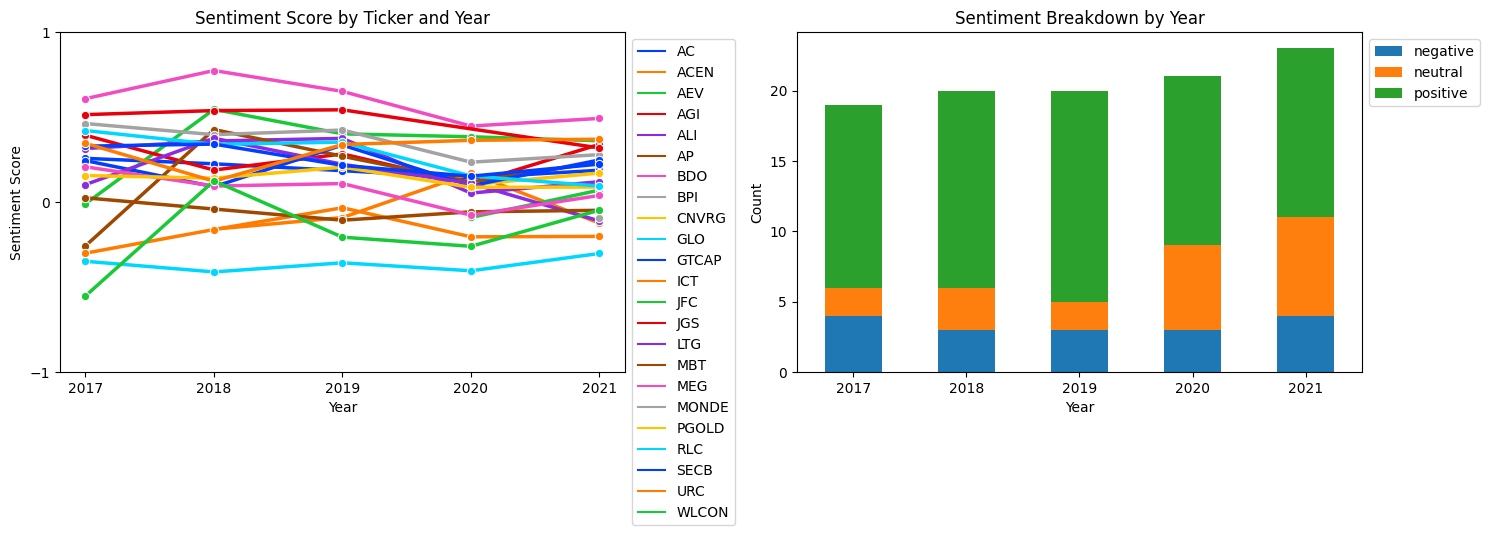 Sentiment Score by Ticker and Year
Sentiment Score
1
0
−1
2017 2018 2019 2020 2021
Year
AC
ACEN
AEV
AGI
ALI
AP
BDO
BPI
CNVRG
GLO
GTCAP
ICT
JFC
JGS
LTG
MBT
MEG
MONDE
PGOLD
RLC
SECB
URC
WLCON
Sentiment Breakdown by Year
Count
20
15
10
5
0
2017 2018 2019 2020 2021
Year
negative
neutral
positive